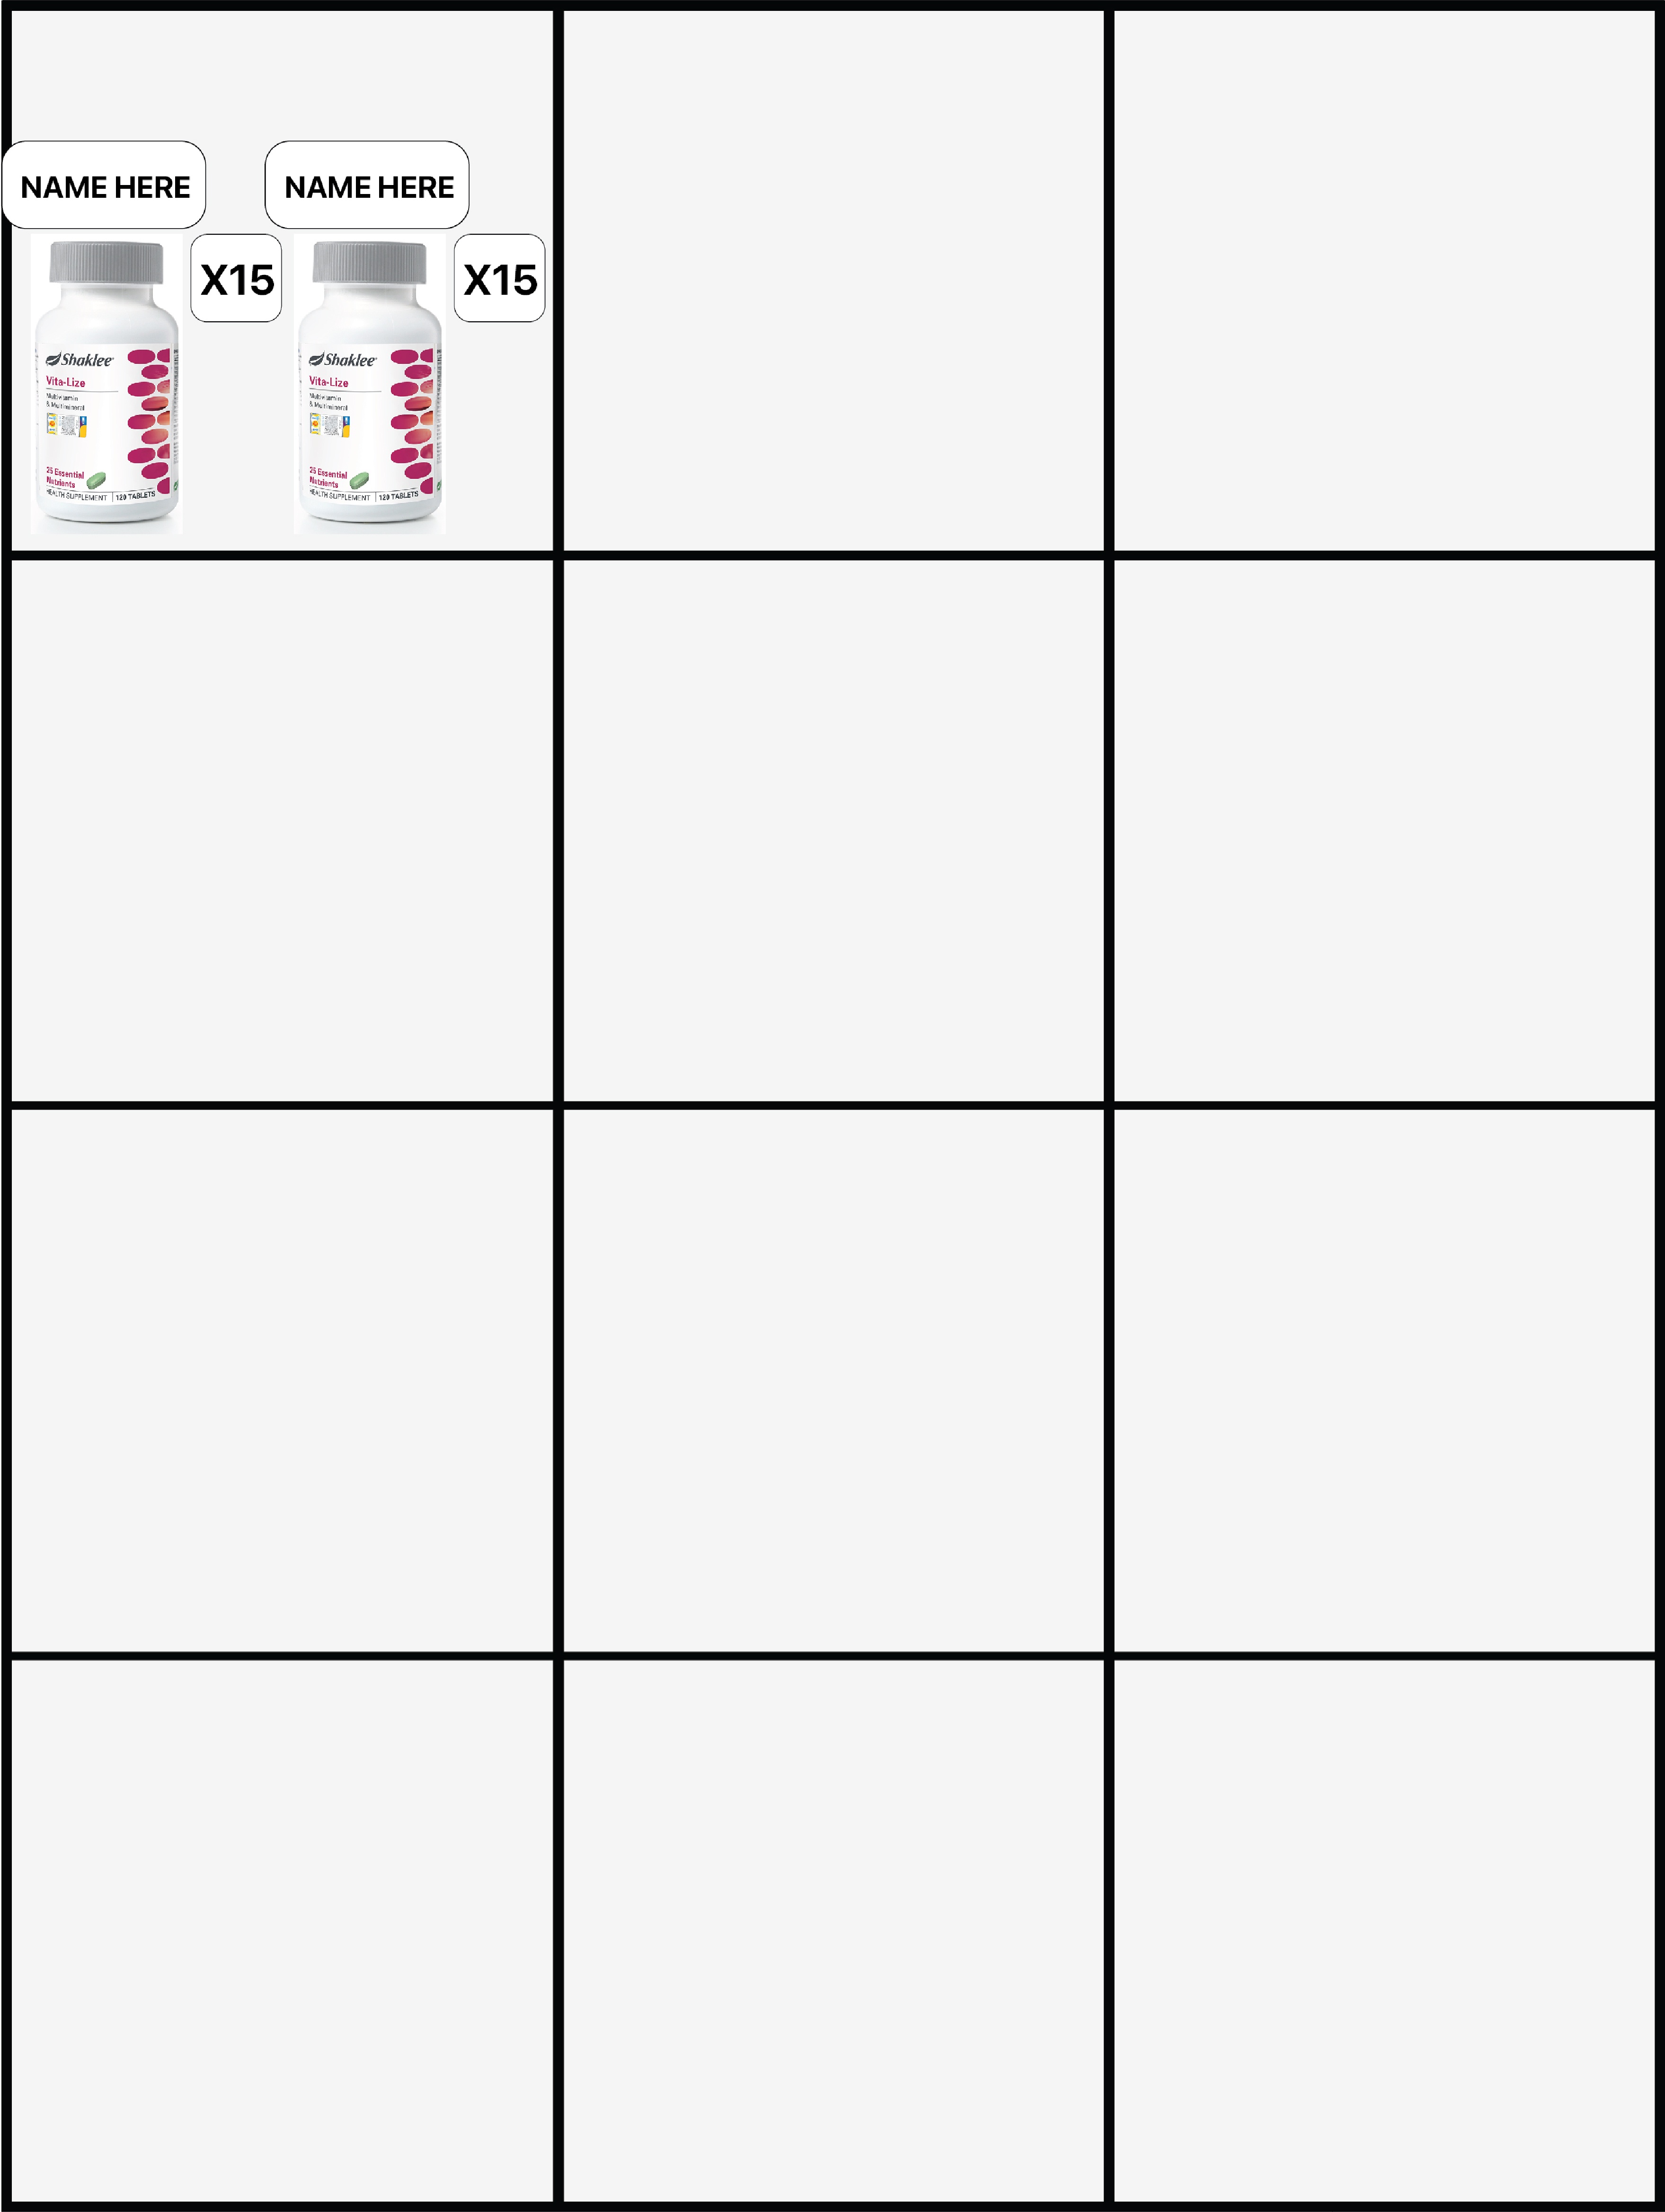 NAME HERE
NAME HERE
X15
X15
Shaklee
Vita-Lize
Multivitamin
& Multimineral
25 Essential
Nutrients
HEALTH SUPPLEMENT | 120 TABLETS
Shaklee
Vita-Lize
Multivitamin
& Multimineral
25 Essential
Nutrients
HEALTH SUPPLEMENT | 120 TABLETS